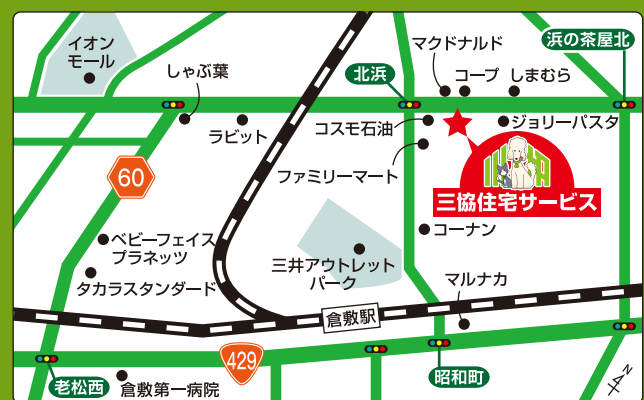 イオン
モール
しゃぶ葉
ラビット
北浜
マクドナルド
コープ
しまむら
浜の茶屋北
コスモ石油
ジョリーパスタ
ファミリーマート
三協住宅サービス
60
ベビーフェイス
プラネッツ
タカラスタンダード
コーナン
三井アウトレット
パーク
マルナカ
倉敷駅
429
昭和町
老松西
倉敷第一病院
N